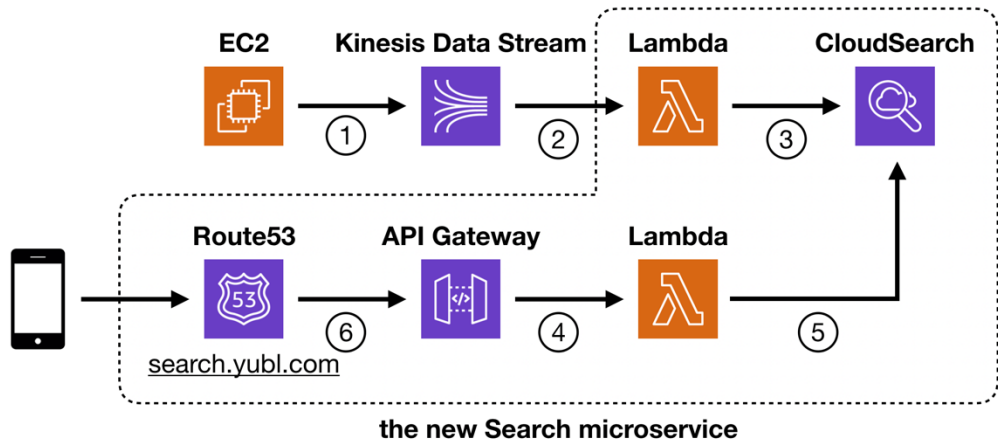 EC2
Kinesis Data Stream
Lambda
CloudSearch
1
2
3
Route53
API Gateway
Lambda
53
</>
6
4
5
search.yubl.com
the new Search microservice